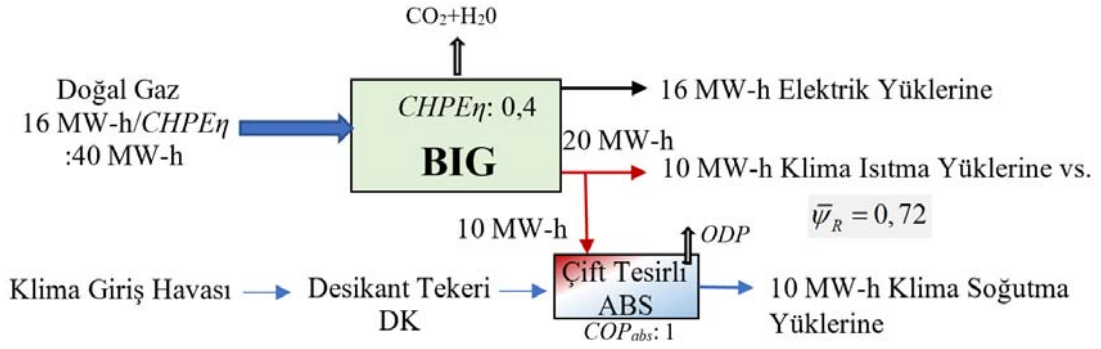 CO₂+H₂0
Doğal Gaz
16 MW-h/CHPEη
:40 MW-h
CHPEη: 0,4
BIG
16 MW-h Elektrik Yüklerine
20 MW-h
10 MW-h Klima Isıtma Yüklerine vs.
ψ̅_R = 0,72
10 MW-h
ODP
Klima Giriş Havası
Desikant Tekeri
DK
Çift Tesirli
ABS
COP_abs: 1
10 MW-h Klima Soğutma
Yüklerine